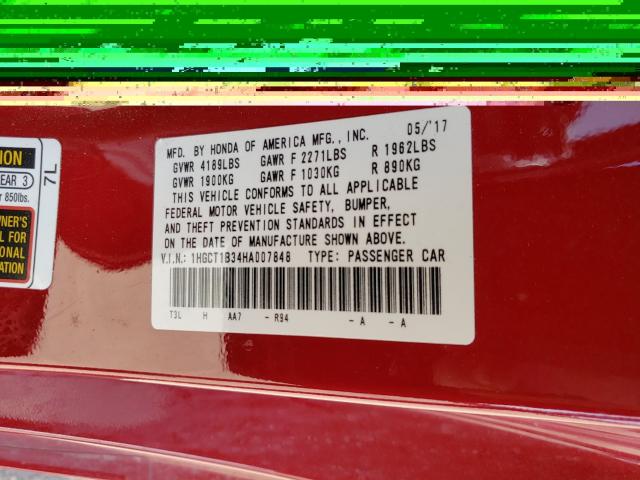 ION
EAR 3
r 850lbs.
NER'S
L FOR
ONAL
ATION
7L
MFD. BY HONDA OF AMERICA MFG., INC. 05/'17
GVWR 4189LBS GAWR F 2271LBS R 1962LBS
GVWR 1900KG GAWR F 1030KG R 890KG
THIS VEHICLE CONFORMS TO ALL APPLICABLE
FEDERAL MOTOR VEHICLE SAFETY, BUMPER,
AND THEFT PREVENTION STANDARDS IN EFFECT
ON THE DATE OF MANUFACTURE SHOWN ABOVE.
V.I.N.: 1HGCT1B34HA007848 TYPE: PASSENGER CAR
T3L H AA7 - R94 - A - A